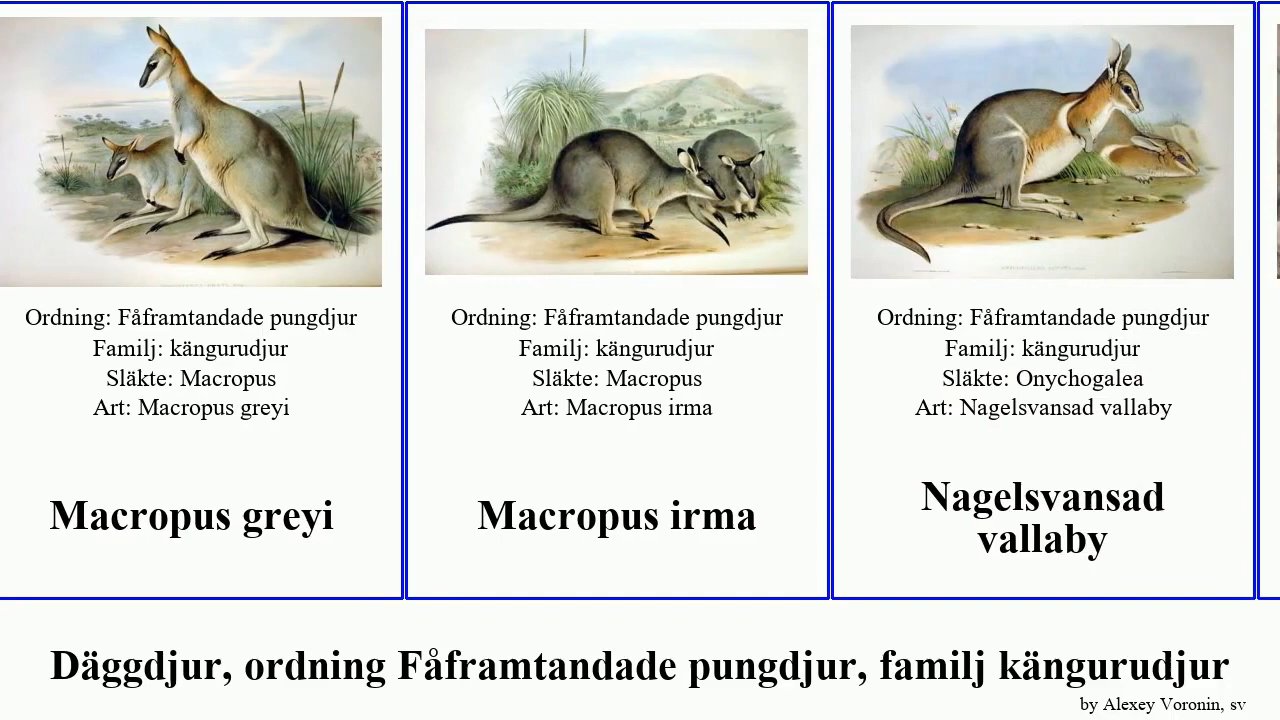 Ordning: Fåframtandade pungdjur
Familj: kängurudjur
Släkte: Macropus
Art: Macropus greyi
Macropus greyi
Ordning: Fåframtandade pungdjur
Familj: kängurudjur
Släkte: Macropus
Art: Macropus irma
Macropus irma
Ordning: Fåframtandade pungdjur
Familj: kängurudjur
Släkte: Onychogalea
Art: Nagelsvansad vallaby
Nagelsvansad
vallaby
Däggdjur, ordning Fåframtandade pungdjur, familj kängurudjur
by Alexey Voronin, sv